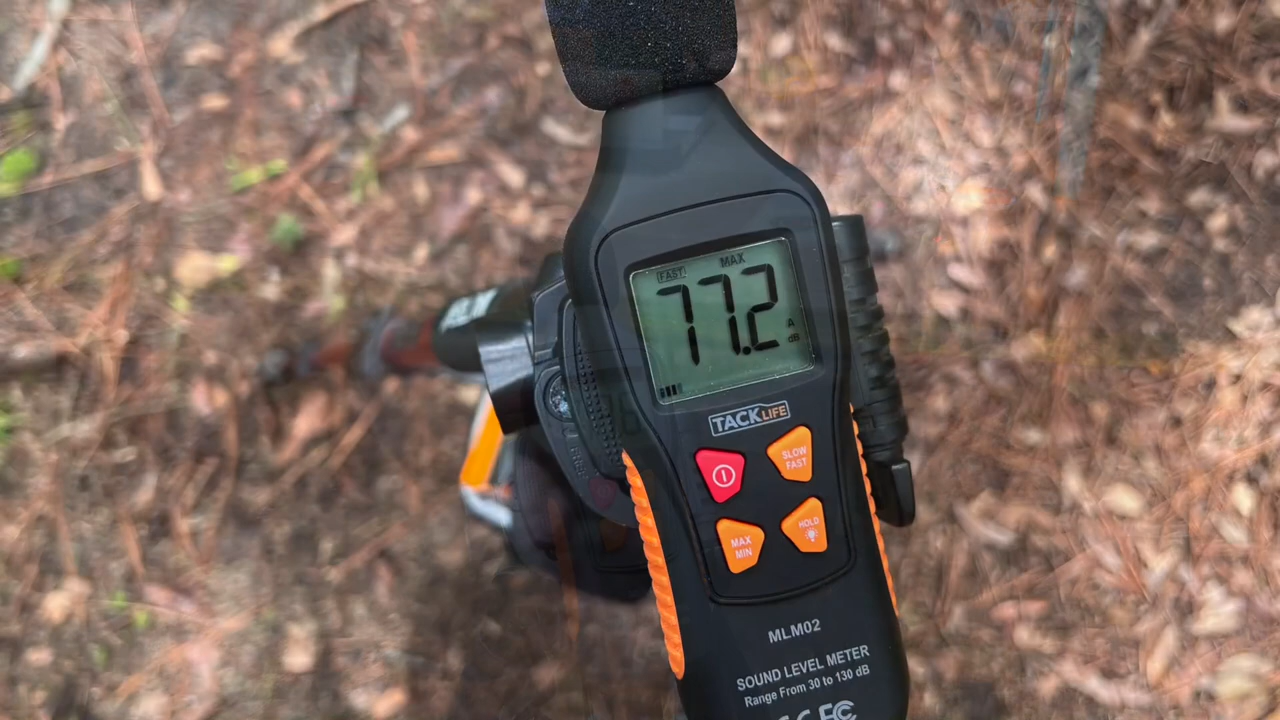 FAST MAX
77.2
A
dB
TACKLIFE
SLOW
FAST
MAX
MIN
HOLD
MLM02
SOUND LEVEL METER
Range From 30 to 130 dB
FC